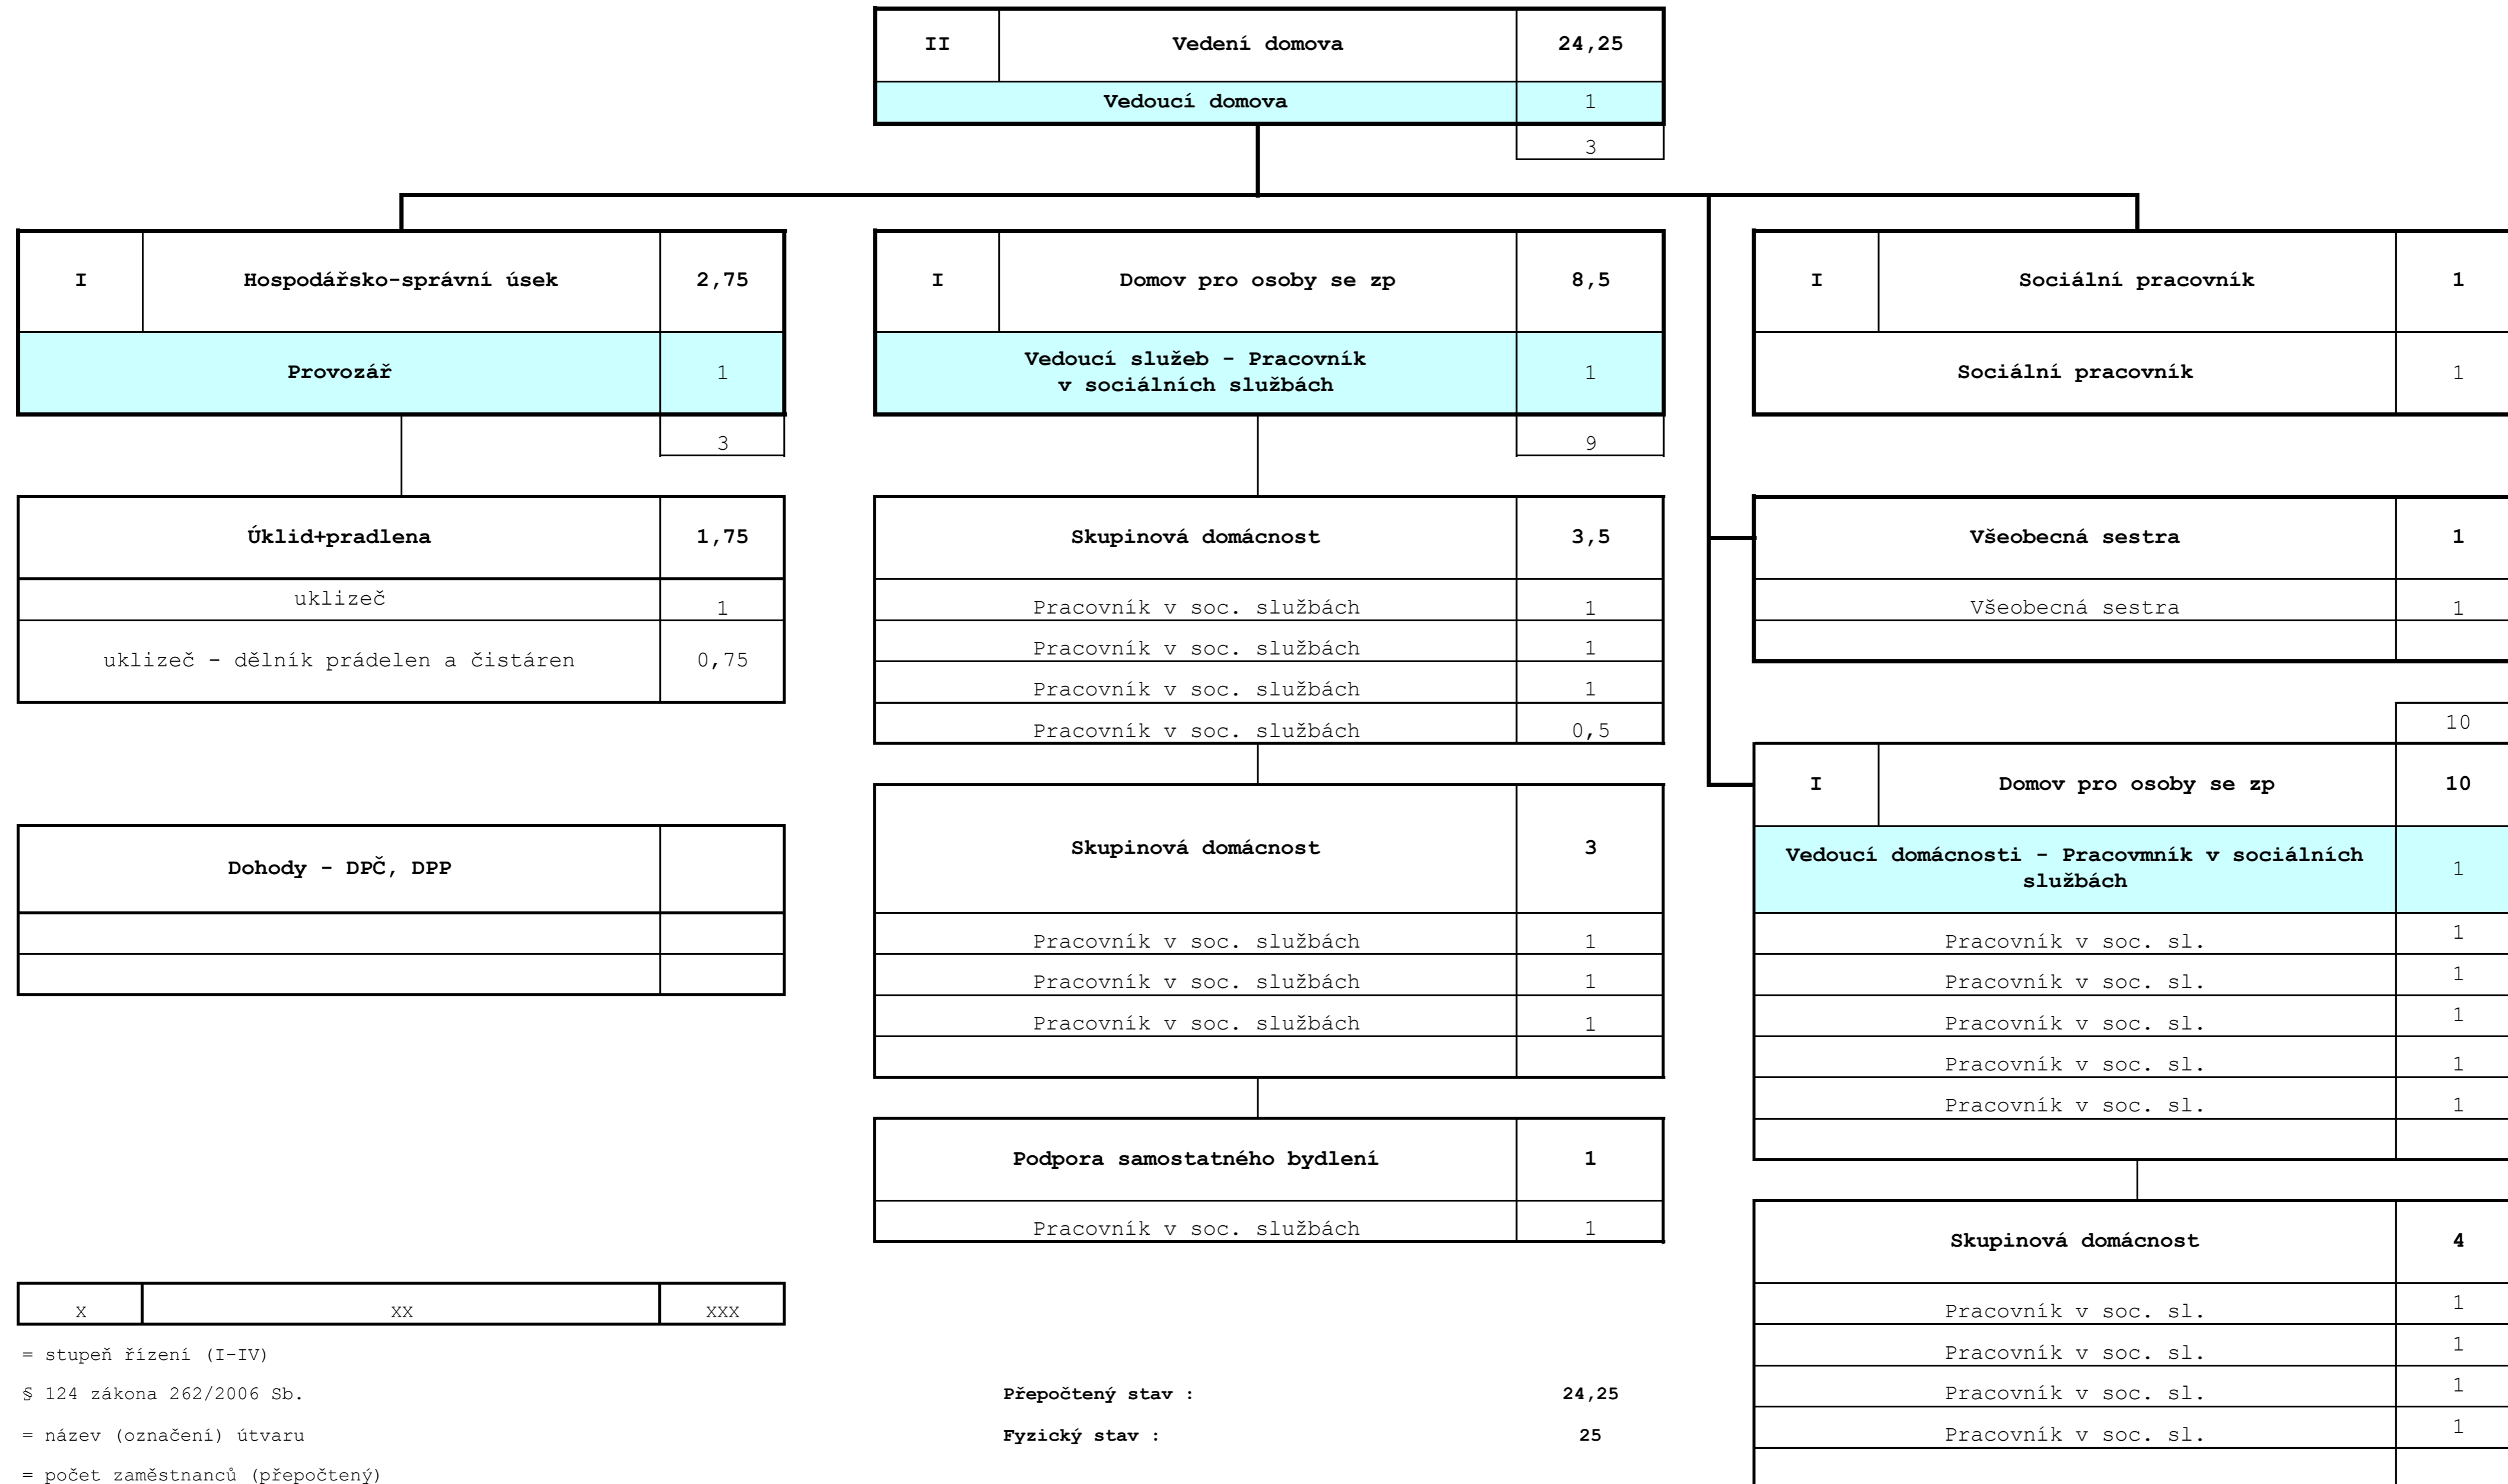 II Vedení domova 24,25
Vedoucí domova 1
3
I Hospodářsko-správní úsek 2,75
Provozář 1
3
Úklid+pradlena 1,75
uklizeč 1
uklizeč - dělník prádelen a čistáren 0,75
Dohody - DPČ, DPP
I Domov pro osoby se zp 8,5
Vedoucí služeb - Pracovník
v sociálních službách 1
9
Skupinová domácnost 3,5
Pracovník v soc. službách 1
Pracovník v soc. službách 1
Pracovník v soc. službách 1
Pracovník v soc. službách 0,5
Skupinová domácnost 3
Pracovník v soc. službách 1
Pracovník v soc. službách 1
Pracovník v soc. službách 1
Podpora samostatného bydlení 1
Pracovník v soc. službách 1
I Sociální pracovník 1
Sociální pracovník 1
Všeobecná sestra 1
Všeobecná sestra 1
10
I Domov pro osoby se zp 10
Vedoucí domácnosti - Pracovmník v sociálních
službách 1
Pracovník v soc. sl. 1
Pracovník v soc. sl. 1
Pracovník v soc. sl. 1
Pracovník v soc. sl. 1
Pracovník v soc. sl. 1
Skupinová domácnost 4
Pracovník v soc. sl. 1
Pracovník v soc. sl. 1
Pracovník v soc. sl. 1
Pracovník v soc. sl. 1
x xx xxx
= stupeň řízení (I-IV)
§ 124 zákona 262/2006 Sb.
= název (označení) útvaru
= počet zaměstnanců (přepočtený)
Přepočtený stav : 24,25
Fyzický stav : 25